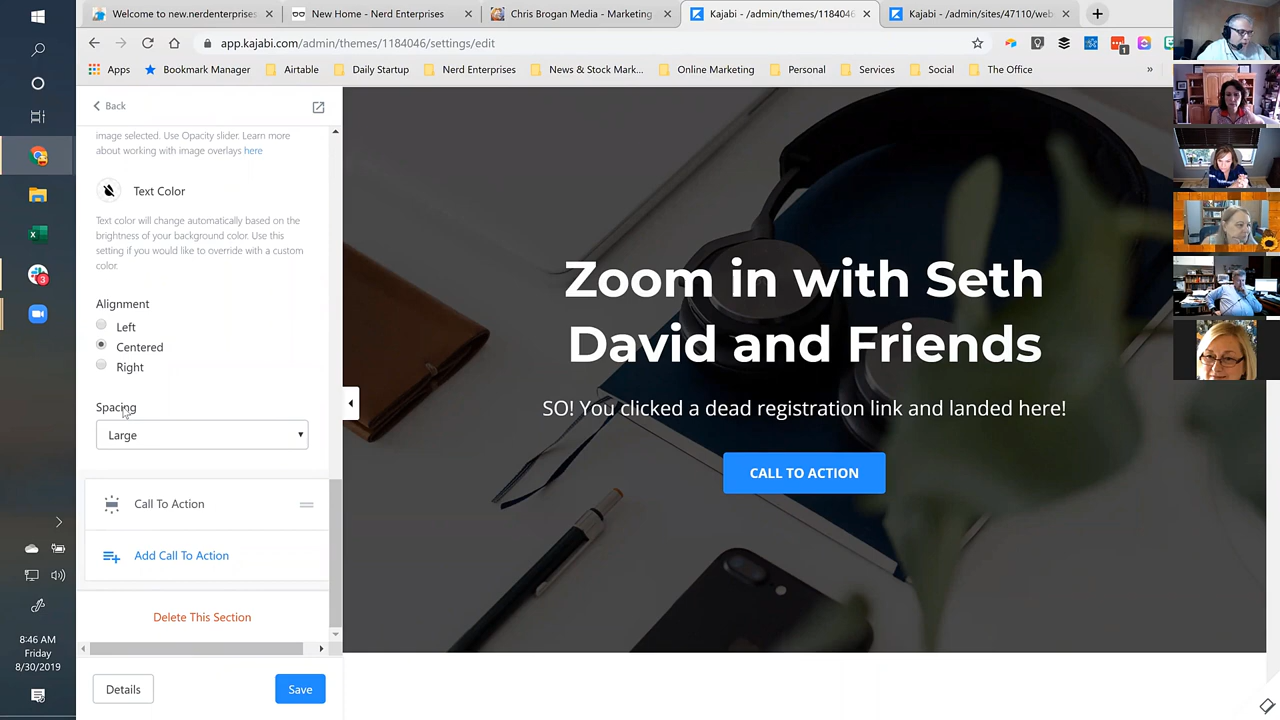 Welcome to new.nerdenterprises
New Home - Nerd Enterprises
Chris Brogan Media - Marketing
Kajabi - /admin/themes/1184046
Kajabi - /admin/sites/47110/web
app.kajabi.com/admin/themes/1184046/settings/edit
1
Apps
Bookmark Manager
Airtable
Daily Startup
News & Stock Mark...
Online Marketing
Personal
Services
Social
The Office
»
Back
image selected. Use Opacity slider. Learn more
about working with image overlays here
Text Color
Text color will change automatically based on the
brightness of your background color. Use this
setting if you would like to override with a custom
color.
Alignment
Left
Centered
Right
Spacing
Large
Call To Action
Add Call To Action
Delete This Section
Details
Save
Zoom in with Seth
David and Friends
SO! You clicked a dead registration link and landed here!
CALL TO ACTION
3
8:46 AM
Friday
8/30/2019